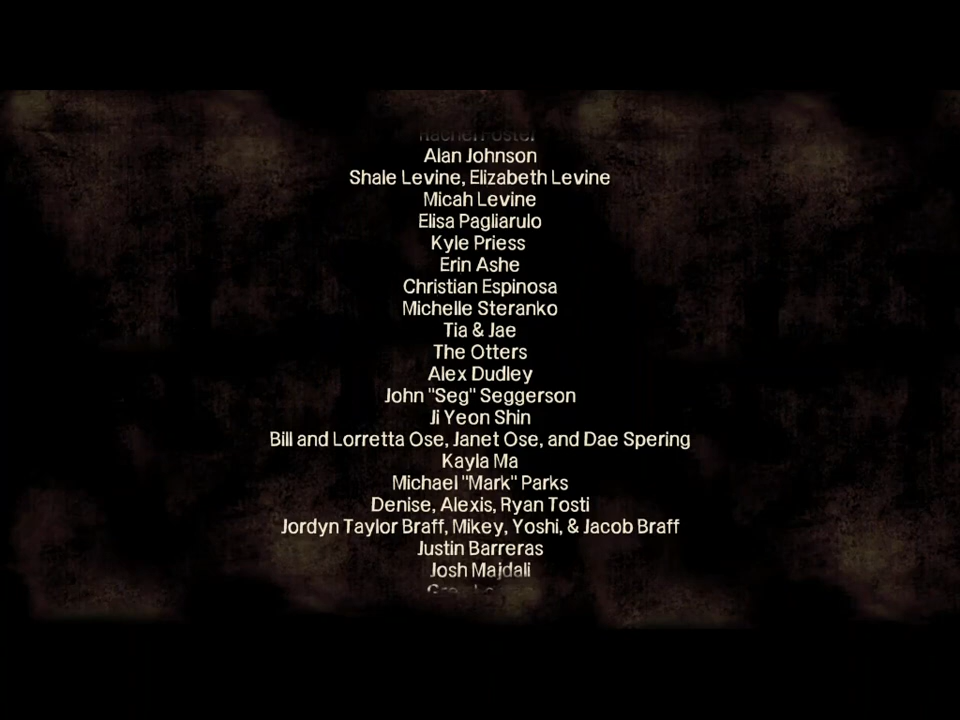 Rachel Foster
Alan Johnson
Shale Levine, Elizabeth Levine
Micah Levine
Elisa Pagliarulo
Kyle Priess
Erin Ashe
Christian Espinosa
Michelle Steranko
Tia & Jae
The Otters
Alex Dudley
John "Seg" Seggerson
Ji Yeon Shin
Bill and Lorretta Ose, Janet Ose, and Dae Spering
Kayla Ma
Michael "Mark" Parks
Denise, Alexis, Ryan Tosti
Jordyn Taylor Braff, Mikey, Yoshi, & Jacob Braff
Justin Barreras
Josh Majdali